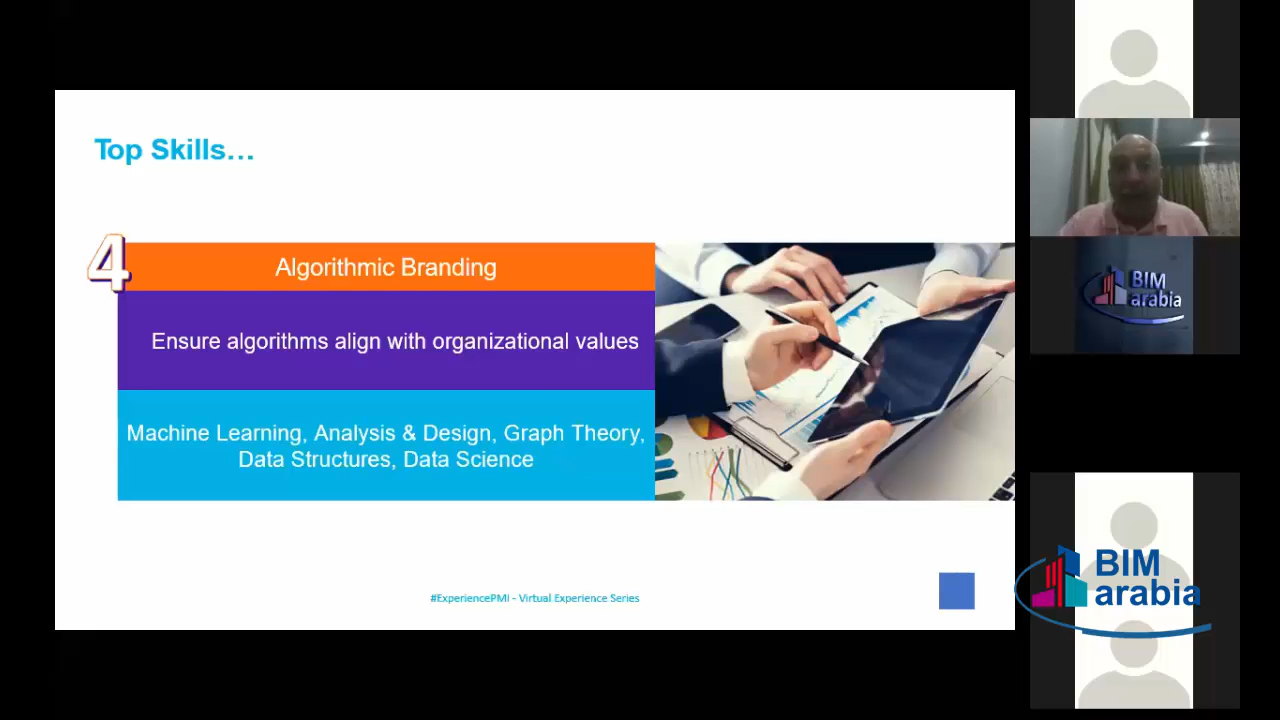 Top Skills…
4
Algorithmic Branding
Ensure algorithms align with organizational values
Machine Learning, Analysis & Design, Graph Theory,
Data Structures, Data Science
#ExperiencePMI - Virtual Experience Series
BIM
arabia
BIM
arabia